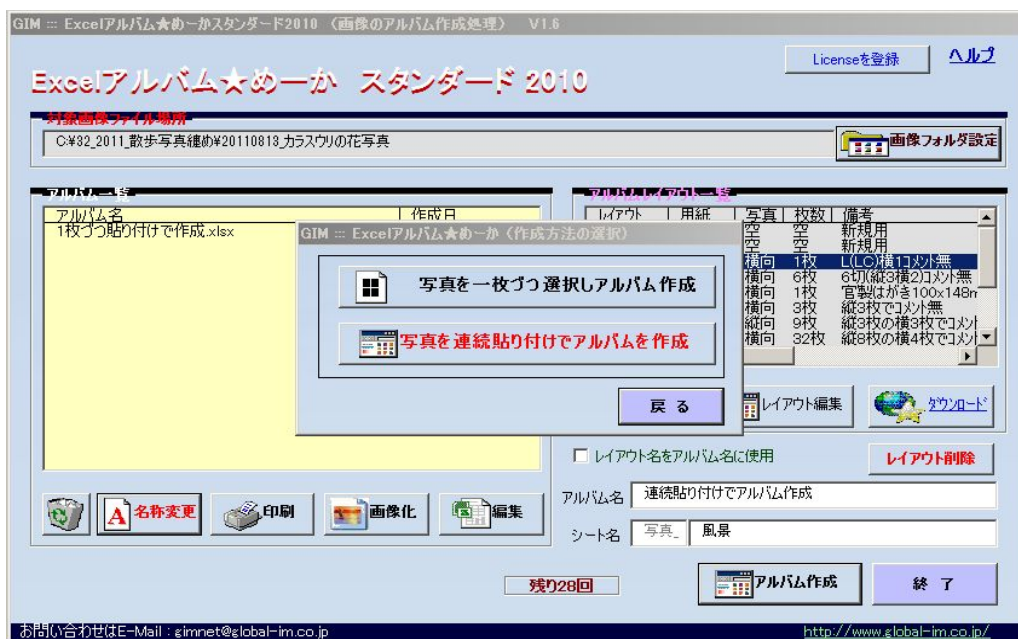 GIM ::: Excelアルバム★めーかスタンダード2010 （画像のアルバム作成処理） V1.6
Licenseを登録
ヘルプ
Excelアルバム★めーか スタンダード 2010
対象画像ファイル場所
C:¥32_2011_散歩写真纏め¥20110813_カラスウリの花写真
画像フォルダ設定
アルバム一覧
アルバム名 作成日
1枚づつ貼り付けで作成.xlsx
アルバムレイアウト一覧
レイアウト 用紙 写真 枚数 備考
空 空 新規用
空 空 新規用
横向 1枚 L(LC)横1コメント無
横向 6枚 6切(縦3横2)コメント無
横向 1枚 官製はがき100x148m
横向 3枚 縦3枚でコメント無
縦向 9枚 縦3枚の横3枚でコメント
横向 32枚 縦8枚の横4枚でコメント
GIM ::: Excelアルバム★めーか（作成方法の選択）
写真を一枚づつ選択しアルバム作成
写真を連続貼り付けでアルバムを作成
戻 る
レイアウト編集
ダウンロード
レイアウト名をアルバム名に使用
レイアウト削除
アルバム名 連続貼り付けでアルバム作成
シート名 写真_ 風景
名称変更
印刷
画像化
編集
残り28回
アルバム作成
終 了
お問い合わせはE-Mail : gimnet@global-im.co.jp
http://www.global-im.co.jp/